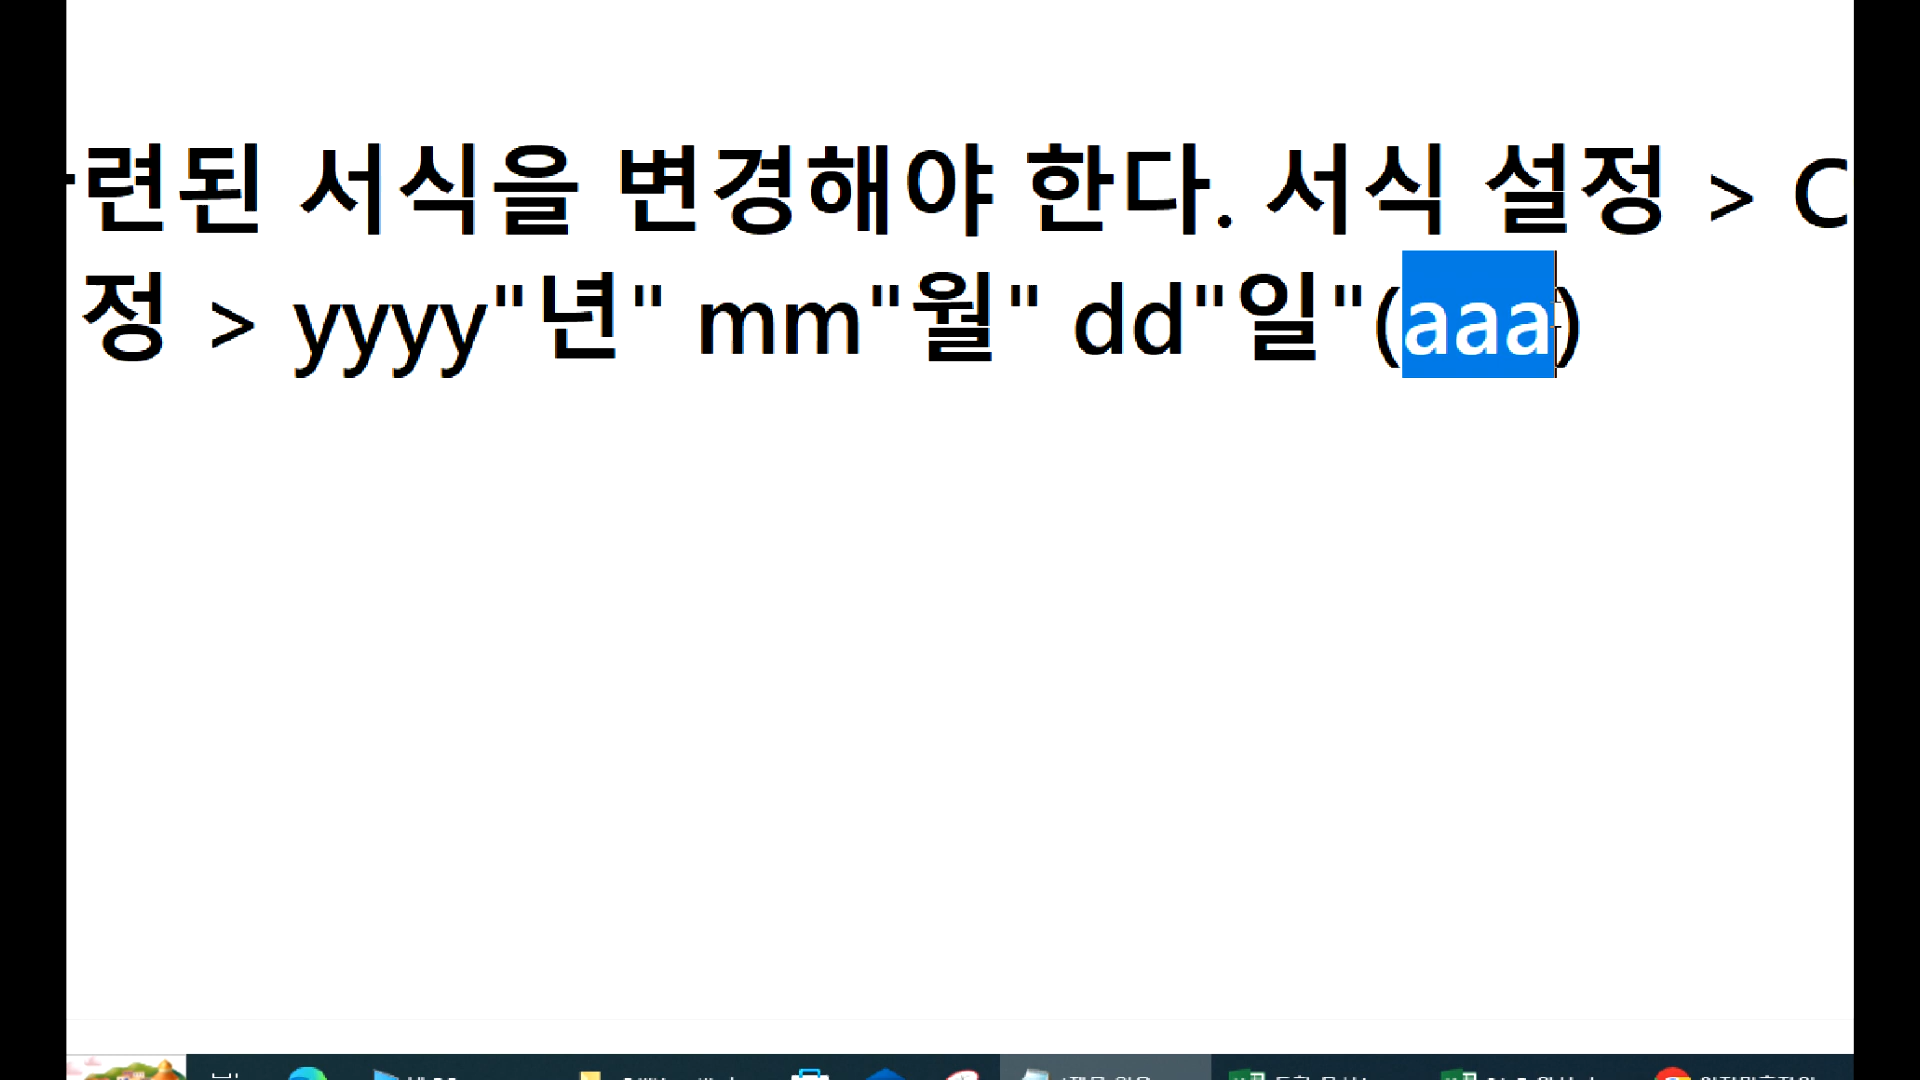 련된 서식을 변경해야 한다. 서식 설정 > C
정 > yyyy"년" mm"월" dd"일"(aaa)